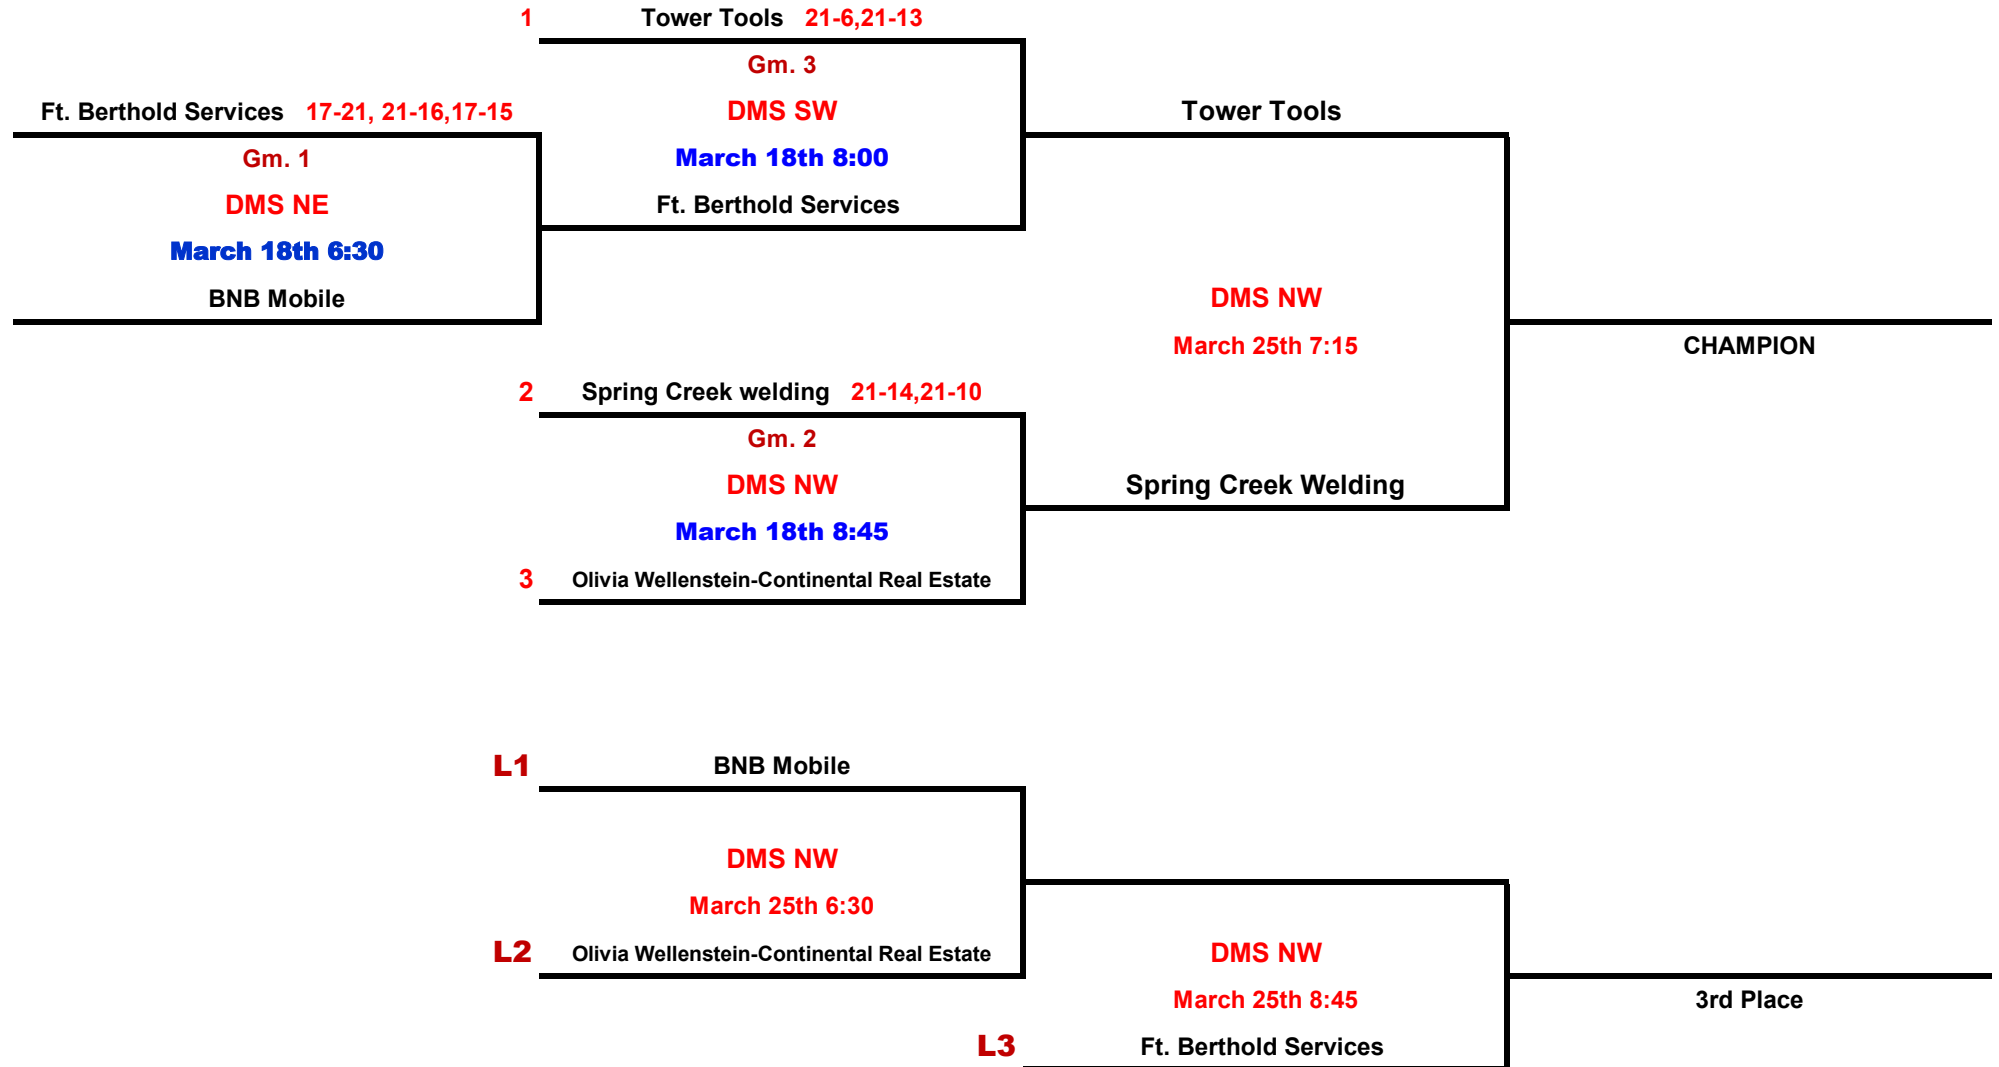 1 Tower Tools 21-6,21-13
Gm. 3
Ft. Berthold Services 17-21, 21-16,17-15
DMS SW
Tower Tools
Gm. 1
March 18th 8:00
DMS NE
Ft. Berthold Services
March 18th 6:30
BNB Mobile
DMS NW
March 25th 7:15
CHAMPION
2 Spring Creek welding 21-14,21-10
Gm. 2
DMS NW
Spring Creek Welding
March 18th 8:45
3 Olivia Wellenstein-Continental Real Estate
L1 BNB Mobile
DMS NW
March 25th 6:30
L2 Olivia Wellenstein-Continental Real Estate
DMS NW
March 25th 8:45
3rd Place
L3 Ft. Berthold Services